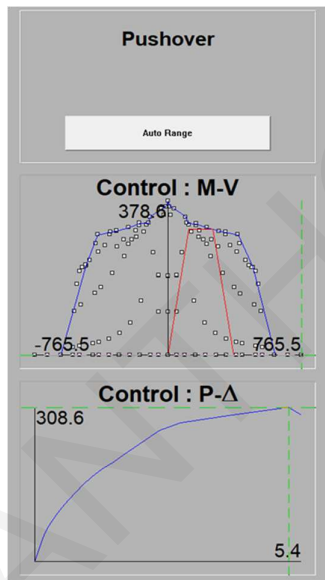 Pushover
Auto Range
Control : M-V
378.6
-765.5 765.5
Control : P-Δ
308.6
5.4